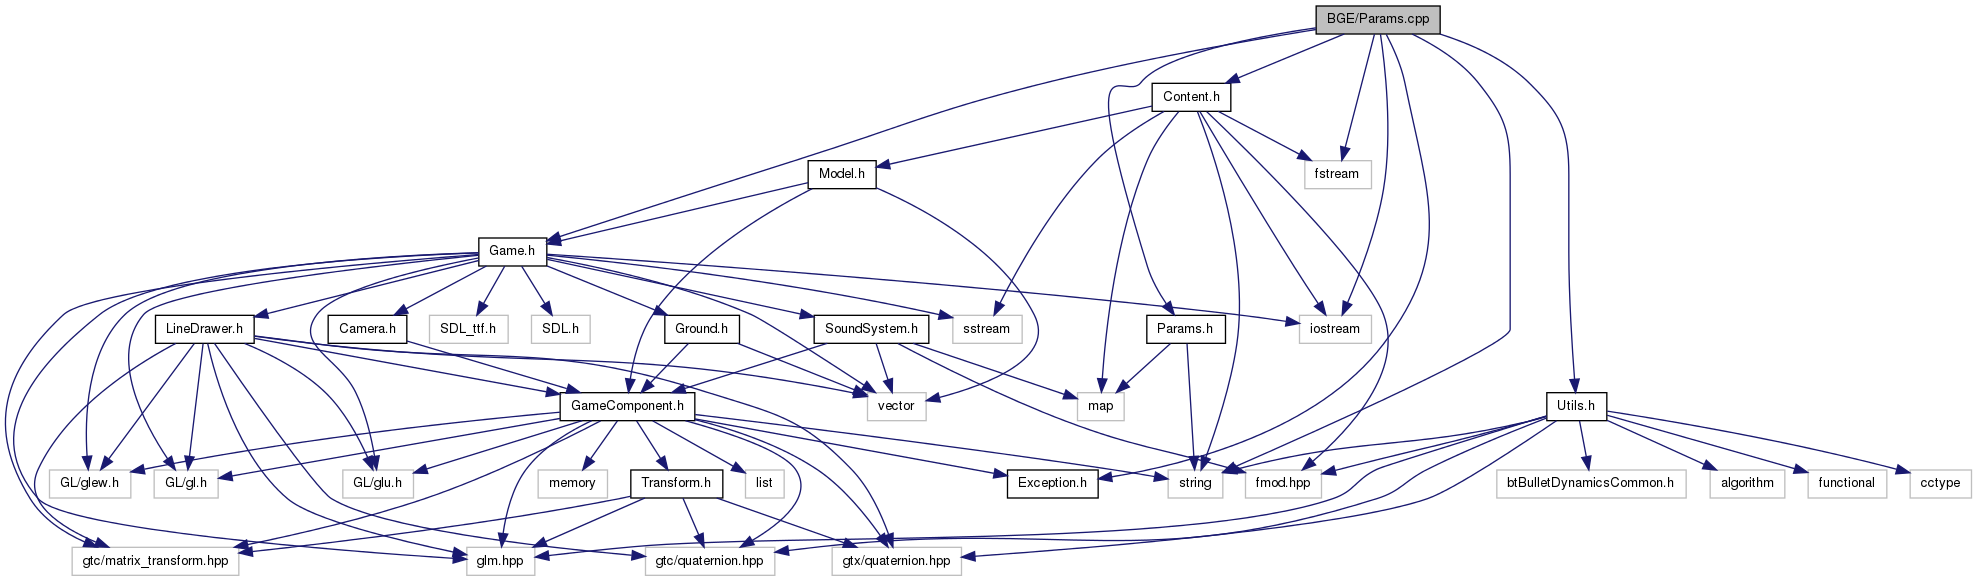 BGE/Params.cpp
Content.h
Model.h
fstream
Game.h
LineDrawer.h
Camera.h
SDL_ttf.h
SDL.h
Ground.h
SoundSystem.h
sstream
Params.h
iostream
GameComponent.h
vector
map
Utils.h
GL/glew.h
GL/gl.h
GL/glu.h
memory
Transform.h
list
Exception.h
string
fmod.hpp
btBulletDynamicsCommon.h
algorithm
functional
cctype
gtc/matrix_transform.hpp
glm.hpp
gtc/quaternion.hpp
gtx/quaternion.hpp